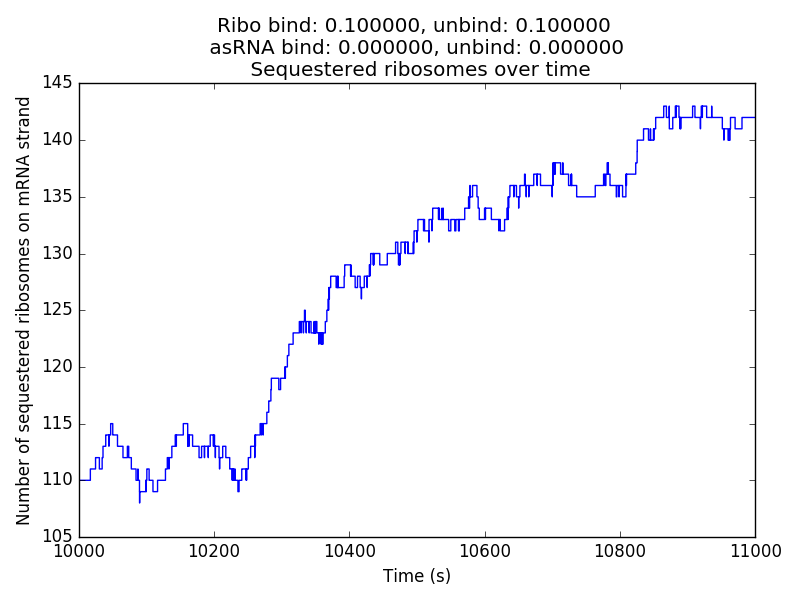 Ribo bind: 0.100000, unbind: 0.100000
asRNA bind: 0.000000, unbind: 0.000000
Sequestered ribosomes over time
Number of sequestered ribosomes on mRNA strand
145
140
135
130
125
120
115
110
105
10000 10200 10400 10600 10800 11000
Time (s)